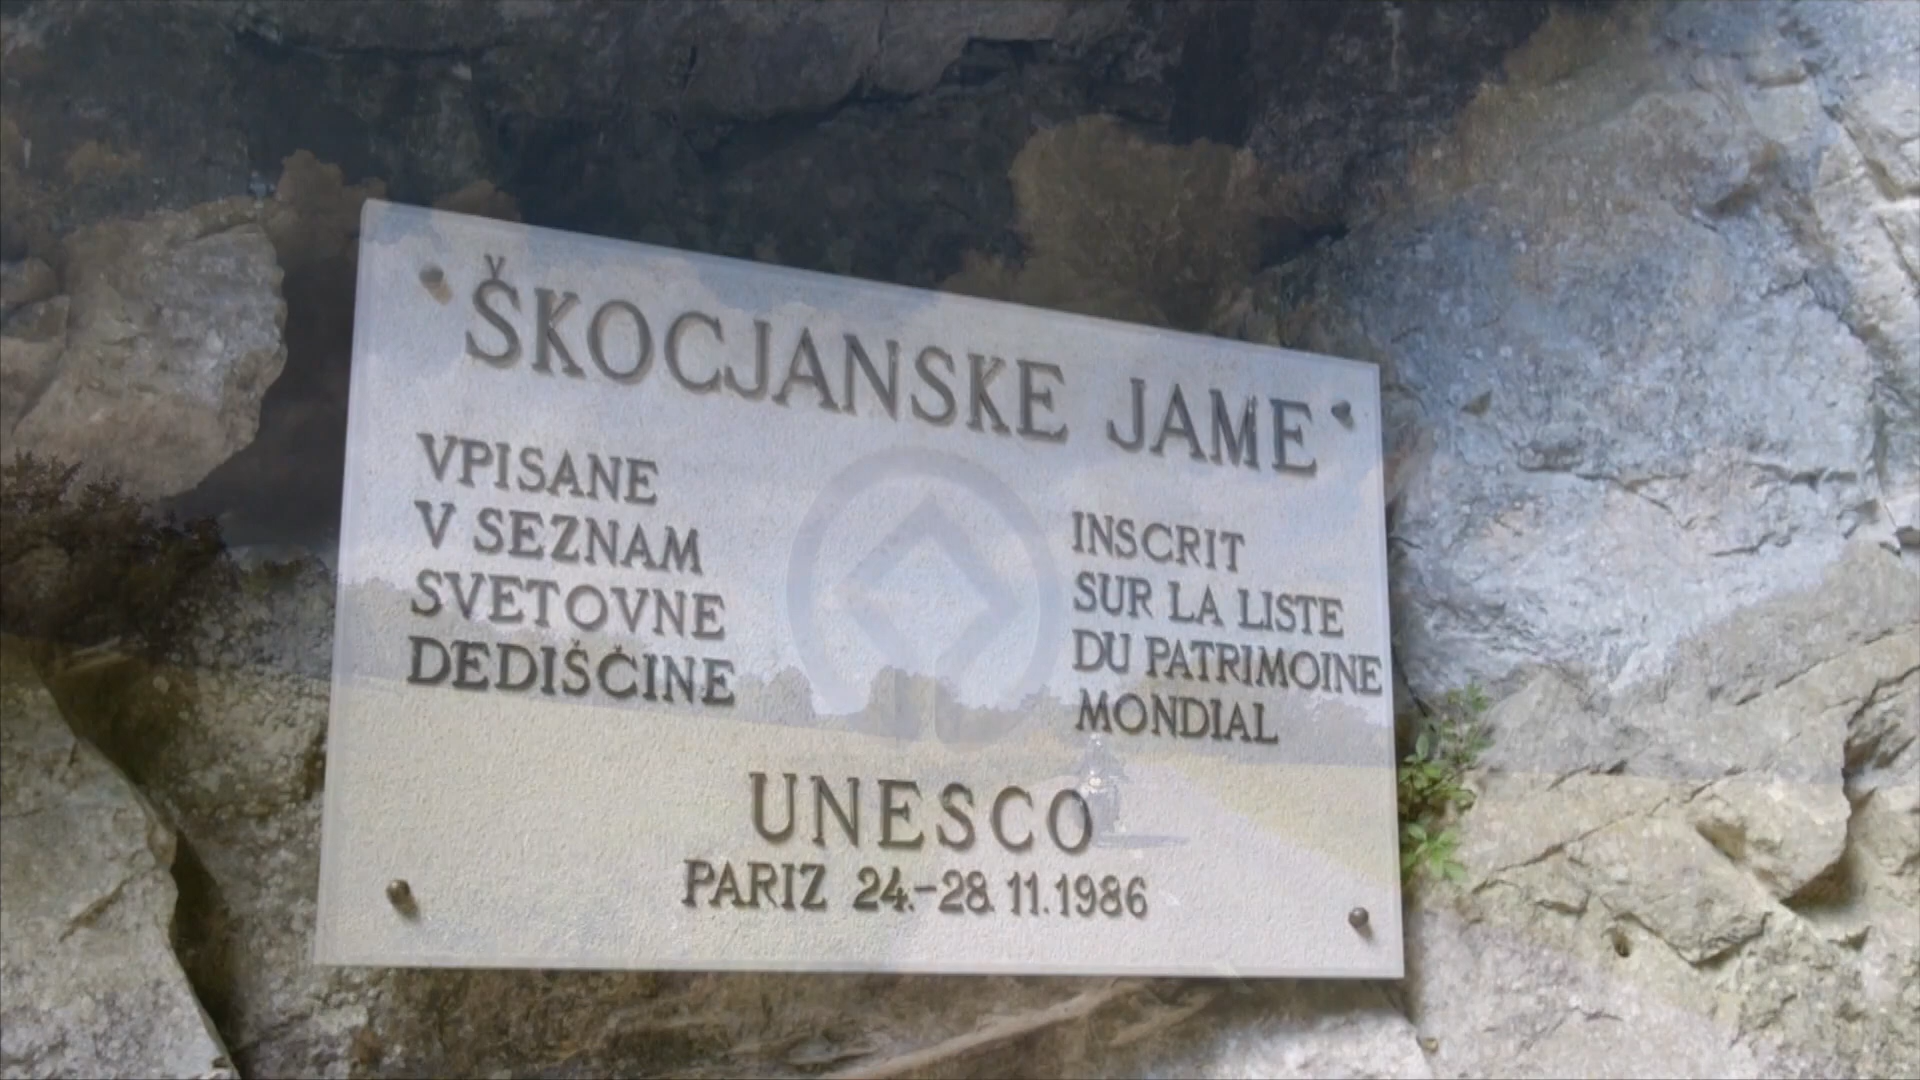 ŠKOCJANSKE JAME
VPISANE
V SEZNAM
SVETOVNE
DEDIŠČINE
INSCRIT
SUR LA LISTE
DU PATRIMOINE
MONDIAL
UNESCO
PARIZ 24.-28. 11. 1986